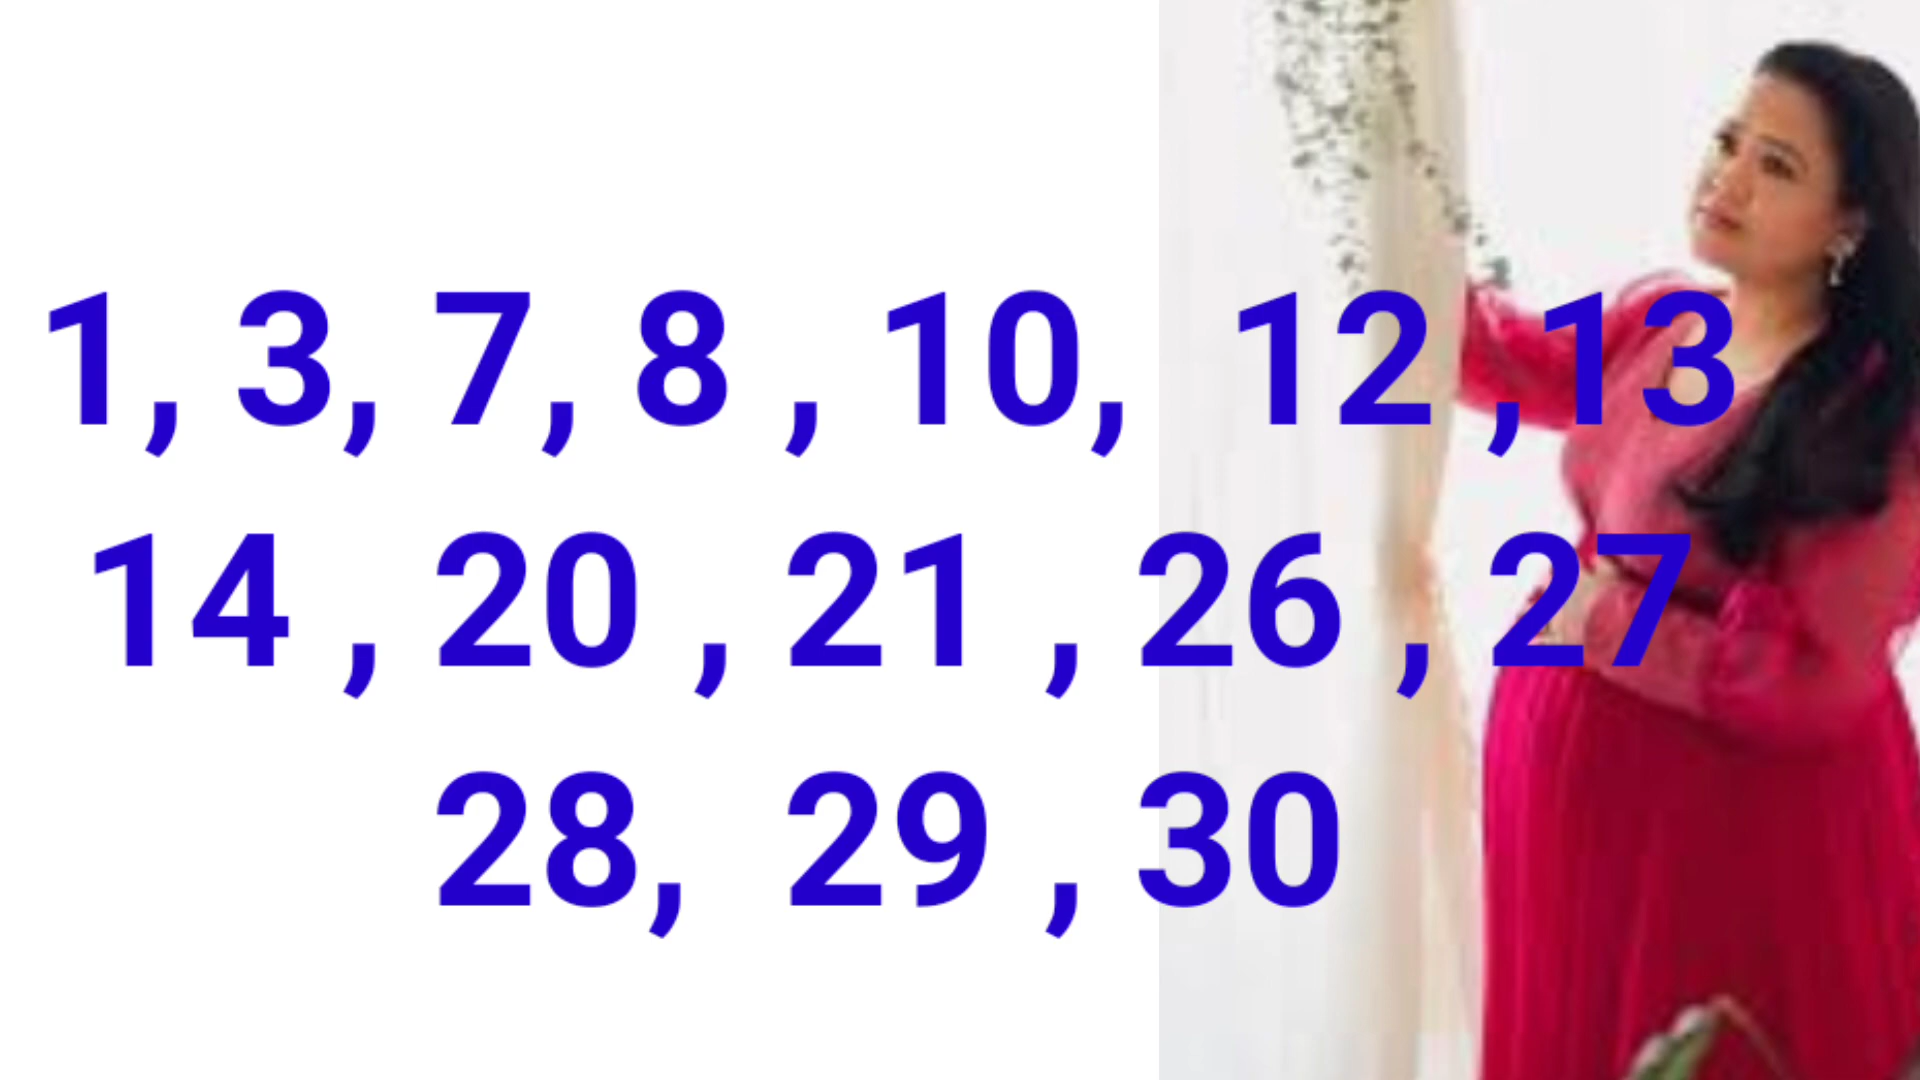 1, 3, 7, 8 , 10,  12 ,13
14 , 20 , 21 , 26 , 27
28,  29 , 30